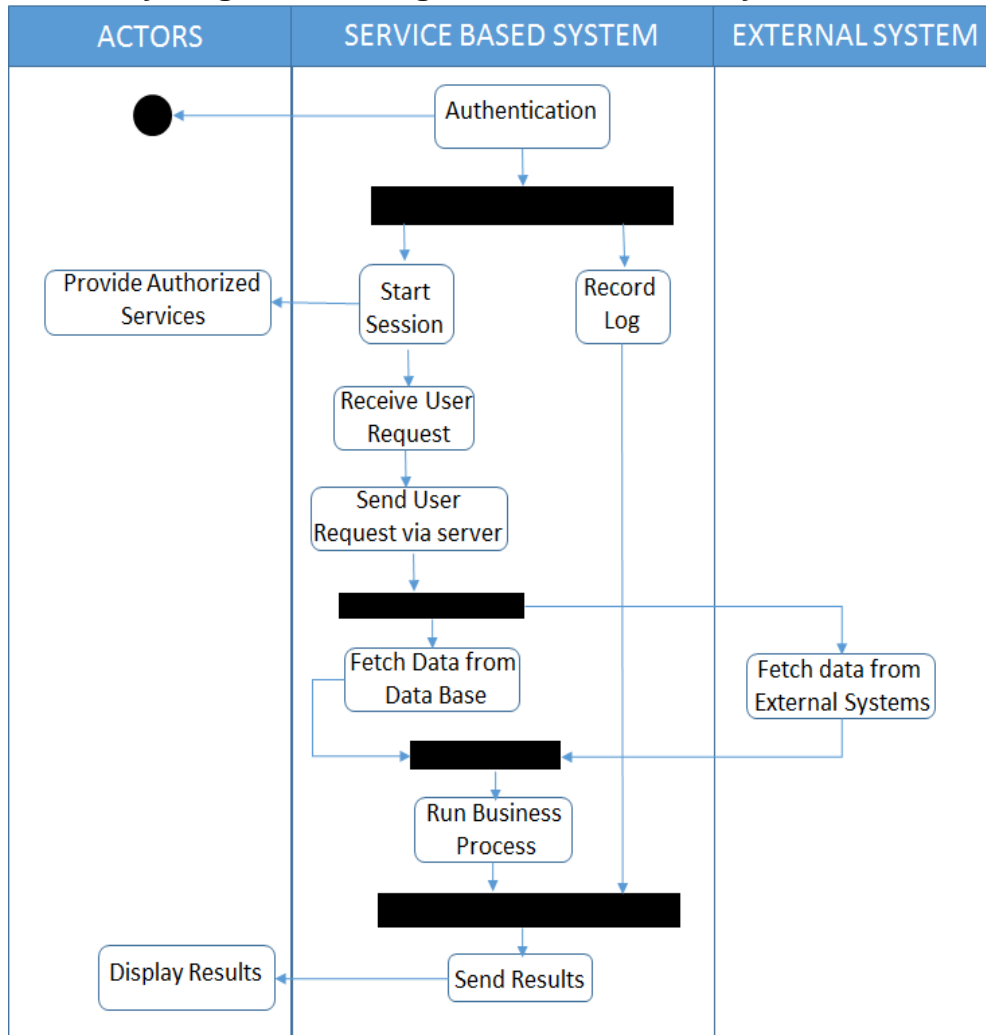 ACTORS
SERVICE BASED SYSTEM
EXTERNAL SYSTEM
Authentication
Provide Authorized
Services
Start
Session
Record
Log
Receive User
Request
Send User
Request via server
Fetch Data from
Data Base
Fetch data from
External Systems
Run Business
Process
Display Results
Send Results